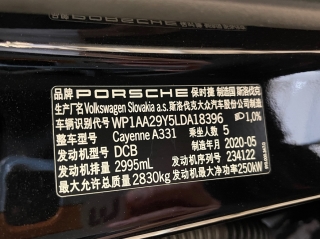 品牌 PORSCHE 保时捷 制造国 斯洛伐克
生产厂名 Volkswagen Slovakia a.s. 斯洛伐克大众汽车股份公司制造
车辆识别代号 WP1AA29Y5LDA18396 1,0%
整车型号 Cayenne A331 乘坐人数 5
发动机型号 DCB 制造年月 2020-05
发动机排量 2995mL 发动机序列号 234122
最大允许总质量 2830kg 发动机最大净功率 250kW